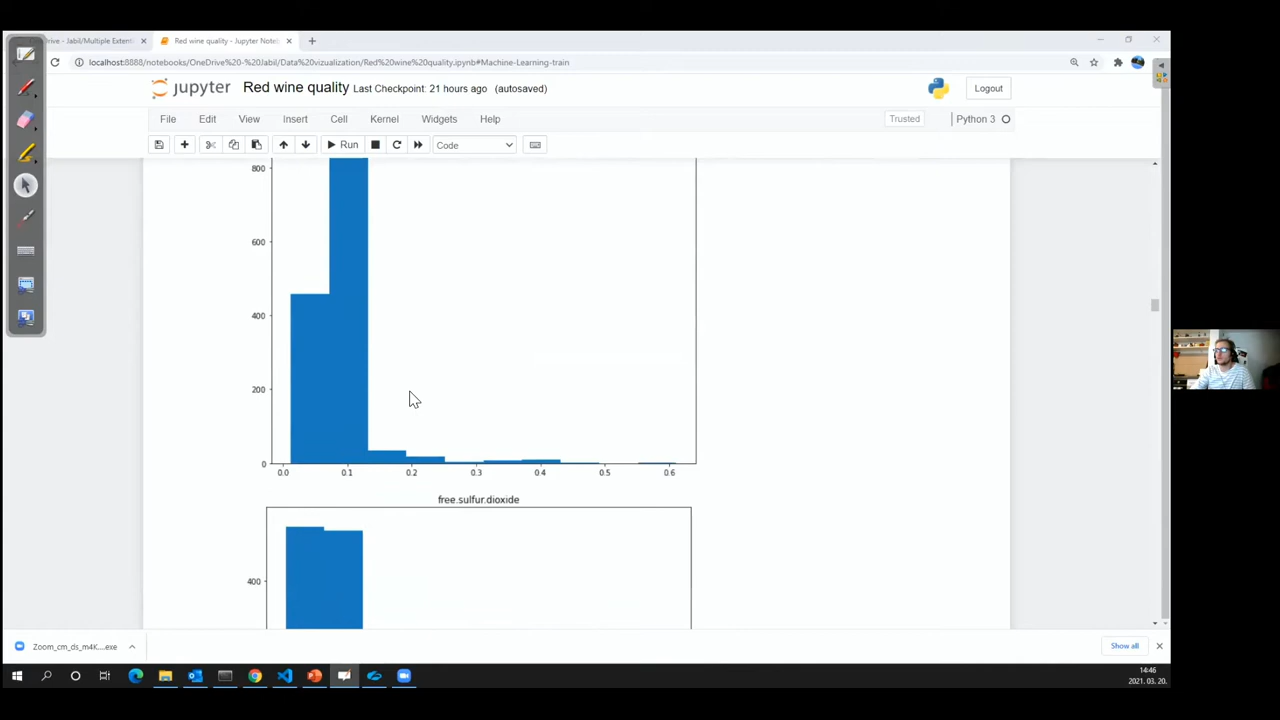 Drive - Jabil/Multiple Extent
Red wine quality - Jupyter Noteb
localhost:8888/notebooks/OneDrive%20-%20Jabil/Data%20vizualization/Red%20wine%20quality.ipynb#Machine-Learning-train
jupyter Red wine quality Last Checkpoint: 21 hours ago (autosaved)
Logout
File Edit View Insert Cell Kernel Widgets Help
Trusted
Python 3
Run
Code
800
600
400
200
0
0.0 0.1 0.2 0.3 0.4 0.5 0.6
free.sulfur.dioxide
400
Zoom_cm_ds_m4K....exe
Show all
14:46
2021. 03. 20.